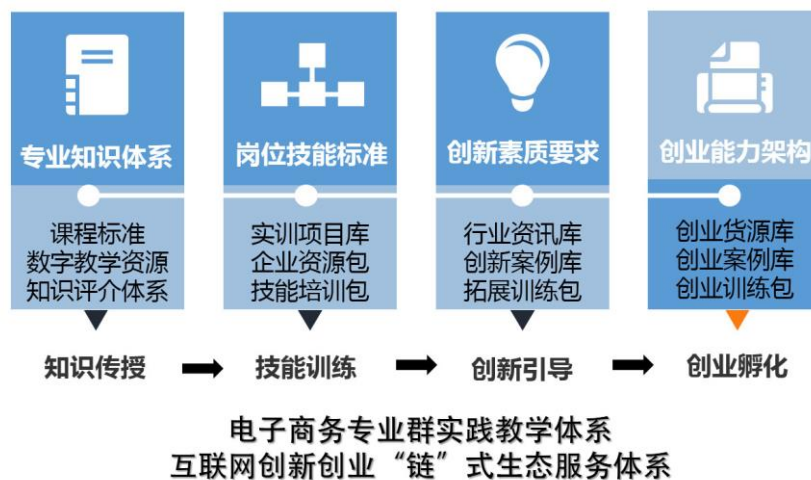 专业知识体系
课程标准
数字教学资源
知识评介体系
岗位技能标准
实训项目库
企业资源包
技能培训包
创新素质要求
行业资讯库
创新案例库
拓展训练包
创业能力架构
创业货源库
创业案例库
创业训练包
知识传授
技能训练
创新引导
创业孵化
电子商务专业群实践教学体系
互联网创新创业“链”式生态服务体系